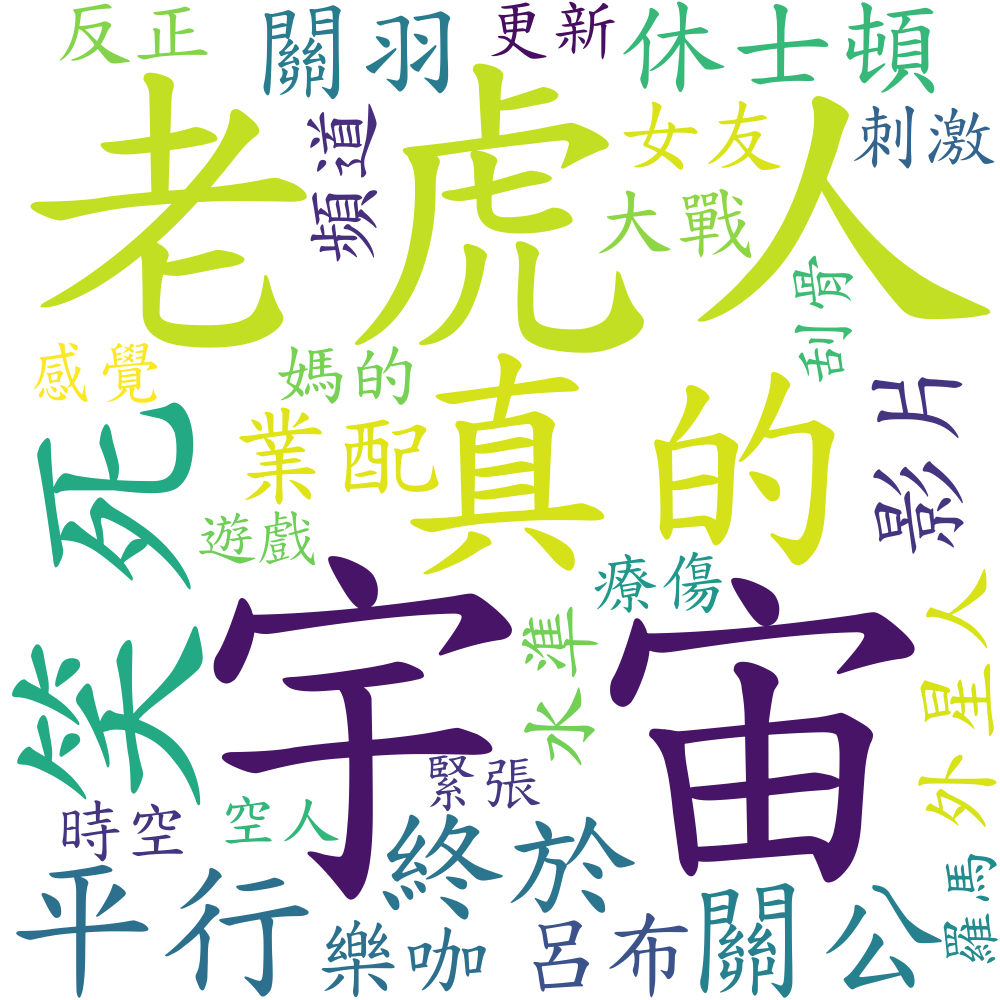 反正
關羽
更新
休士頓
老虎人
頻道
女友
刺激
大戰
刮骨
感覺
媽的
真的
影片
笑死
業配
遊戲
宇宙
療傷
水準
外星人
緊張
時空
空人
終於
平行
樂咖
呂布
關公
羅馬